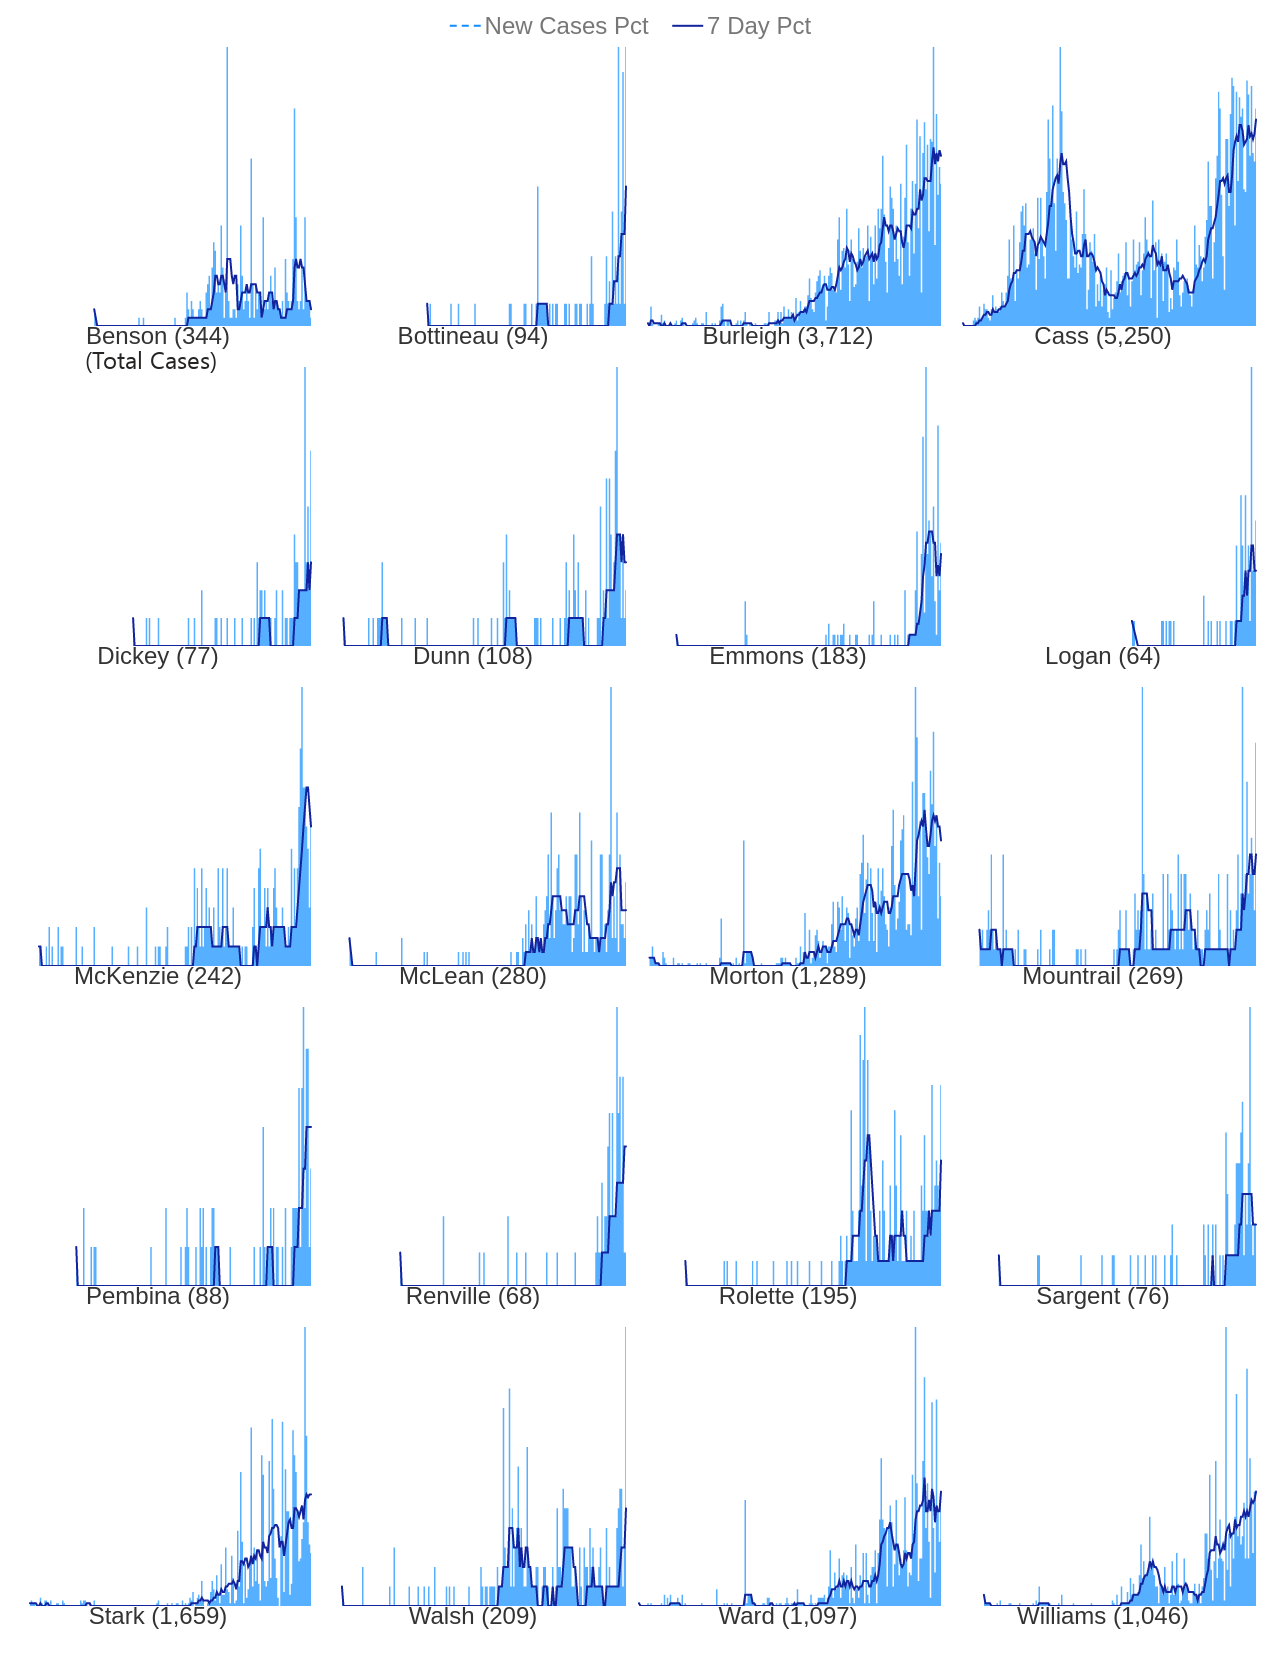 New Cases Pct 7 Day Pct
Benson (344) Bottineau (94) Burleigh (3,712) Cass (5,250)
(Total Cases)
Dickey (77) Dunn (108) Emmons (183) Logan (64)
McKenzie (242) McLean (280) Morton (1,289) Mountrail (269)
Pembina (88) Renville (68) Rolette (195) Sargent (76)
Stark (1,659) Walsh (209) Ward (1,097) Williams (1,046)